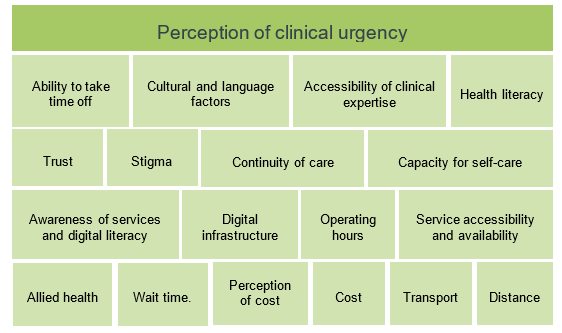 Perception of clinical urgency
Ability to take
time off
Cultural and language
factors
Accessibility of clinical
expertise
Health literacy
Trust
Stigma
Continuity of care
Capacity for self-care
Awareness of services
and digital literacy
Digital
infrastructure
Operating
hours
Service accessibility
and availability
Allied health
Wait time.
Perception
of cost
Cost
Transport
Distance